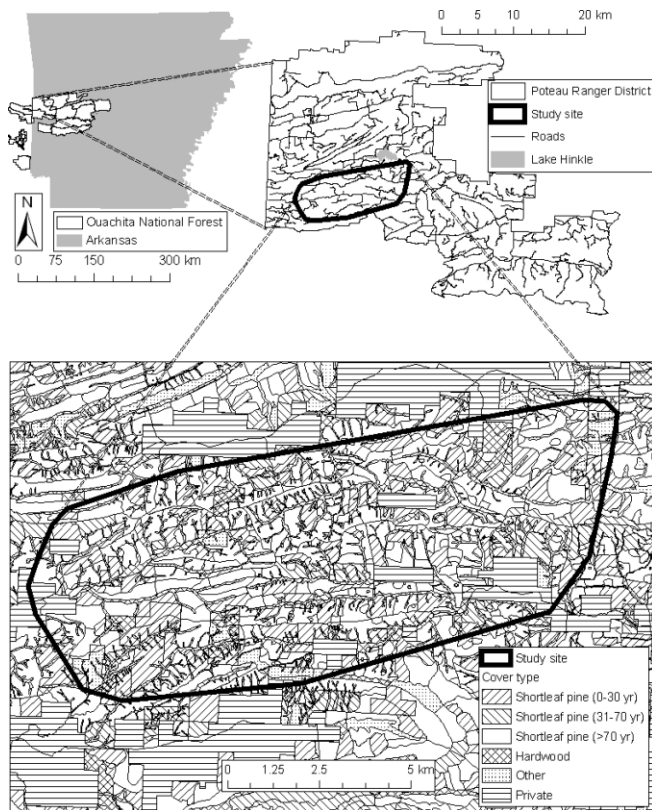 0 5 10 20 km
Poteau Ranger District
Study site
Roads
Lake Hinkle
N
Ouachita National Forest
Arkansas
0 75 150 300 km
Study site
Cover type
Shortleaf pine (0-30 yr)
Shortleaf pine (31-70 yr)
Shortleaf pine (>70 yr)
Hardwood
Other
Private
0 1.25 2.5 5 km